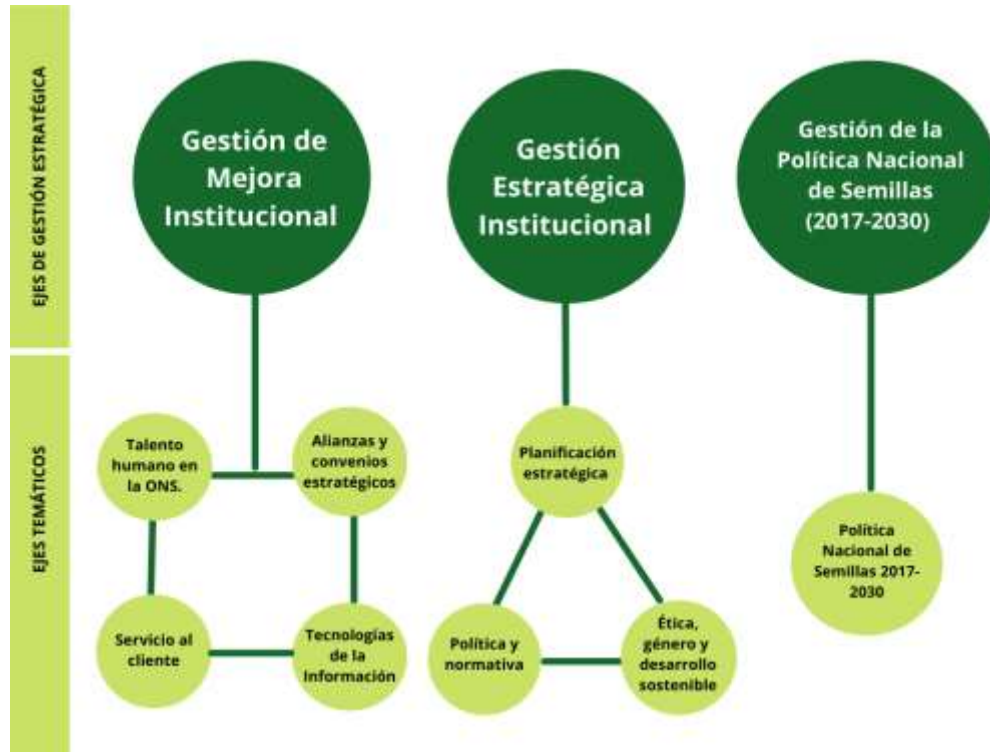 EJES DE GESTIÓN ESTRATÉGICA
Gestión de
Mejora
Institucional
Gestión
Estratégica
Institucional
Gestión de la
Política Nacional
de Semillas
(2017-2030)
EJES TEMÁTICOS
Talento
humano en
la ONS.
Alianzas y
convenios
estratégicos
Servicio al
cliente
Tecnologías
de la
Información
Planificación
estratégica
Política y
normativa
Ética,
género y
desarrollo
sostenible
Política
Nacional de
Semillas 2017-
2030